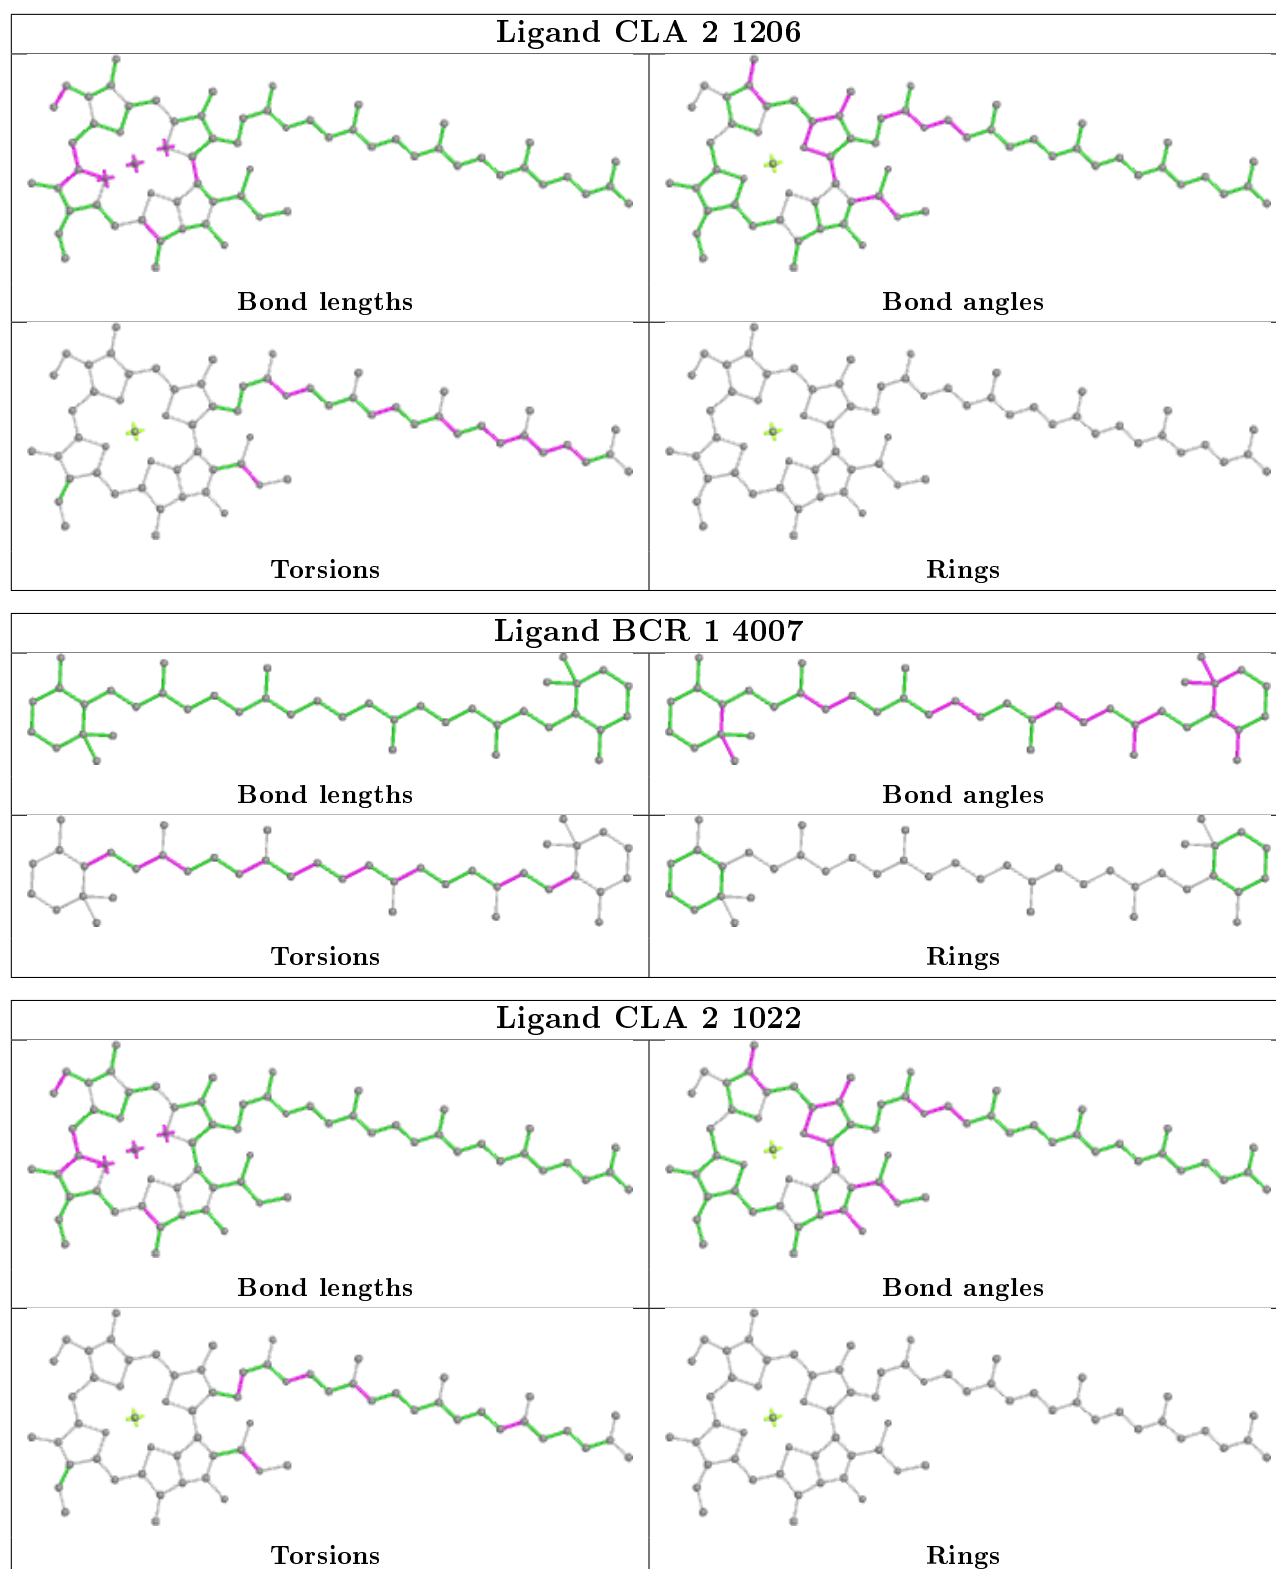 Ligand CLA 2 1206
Bond lengths
Bond angles
Torsions
Rings
Ligand BCR 1 4007
Bond lengths
Bond angles
Torsions
Rings
Ligand CLA 2 1022
Bond lengths
Bond angles
Torsions
Rings